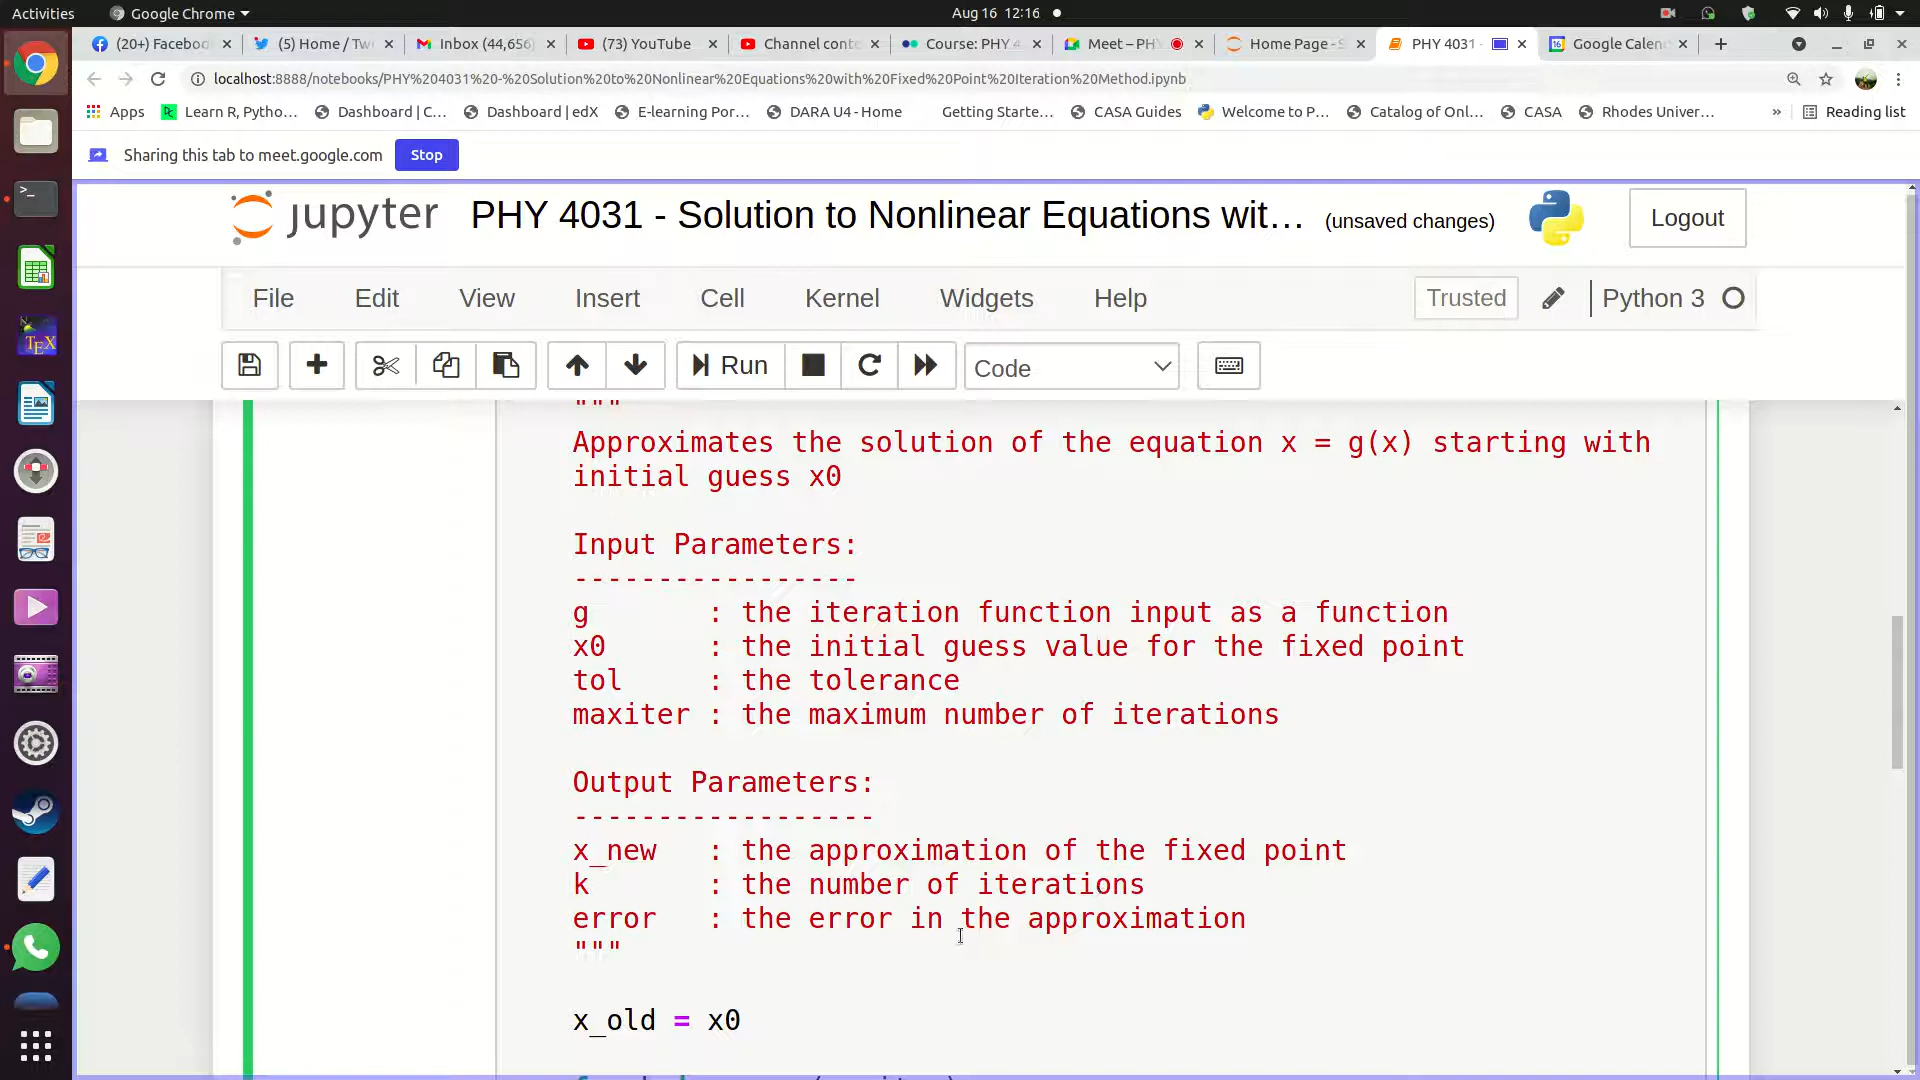 Activities
Google Chrome
Aug 16 12:16
(20+) Faceboo
(5) Home / Tw
Inbox (44,656)
(73) YouTube
Channel cont
Course: PHY 4
Meet – PH
Home Page - S
PHY 4031 -
Google Calen
localhost:8888/notebooks/PHY%204031%20-%20Solution%20to%20Nonlinear%20Equations%20with%20Fixed%20Point%20Iteration%20Method.ipynb
Apps
Learn R, Pytho...
Dashboard | C...
Dashboard | edX
E-learning Por...
DARA U4 - Home
Getting Starte...
CASA Guides
Welcome to P...
Catalog of Onl...
CASA
Rhodes Univer...
»
Reading list
Sharing this tab to meet.google.com
Stop
jupyter
PHY 4031 - Solution to Nonlinear Equations wit...
(unsaved changes)
Logout
File
Edit
View
Insert
Cell
Kernel
Widgets
Help
Trusted
Python 3
Run
Code
"""
Approximates the solution of the equation x = g(x) starting with
initial guess x0
Input Parameters:
-----------------
g : the iteration function input as a function
x0 : the initial guess value for the fixed point
tol : the tolerance
maxiter : the maximum number of iterations
Output Parameters:
------------------
x_new : the approximation of the fixed point
k : the number of iterations
error : the error in the approximation
"""
x_old = x0